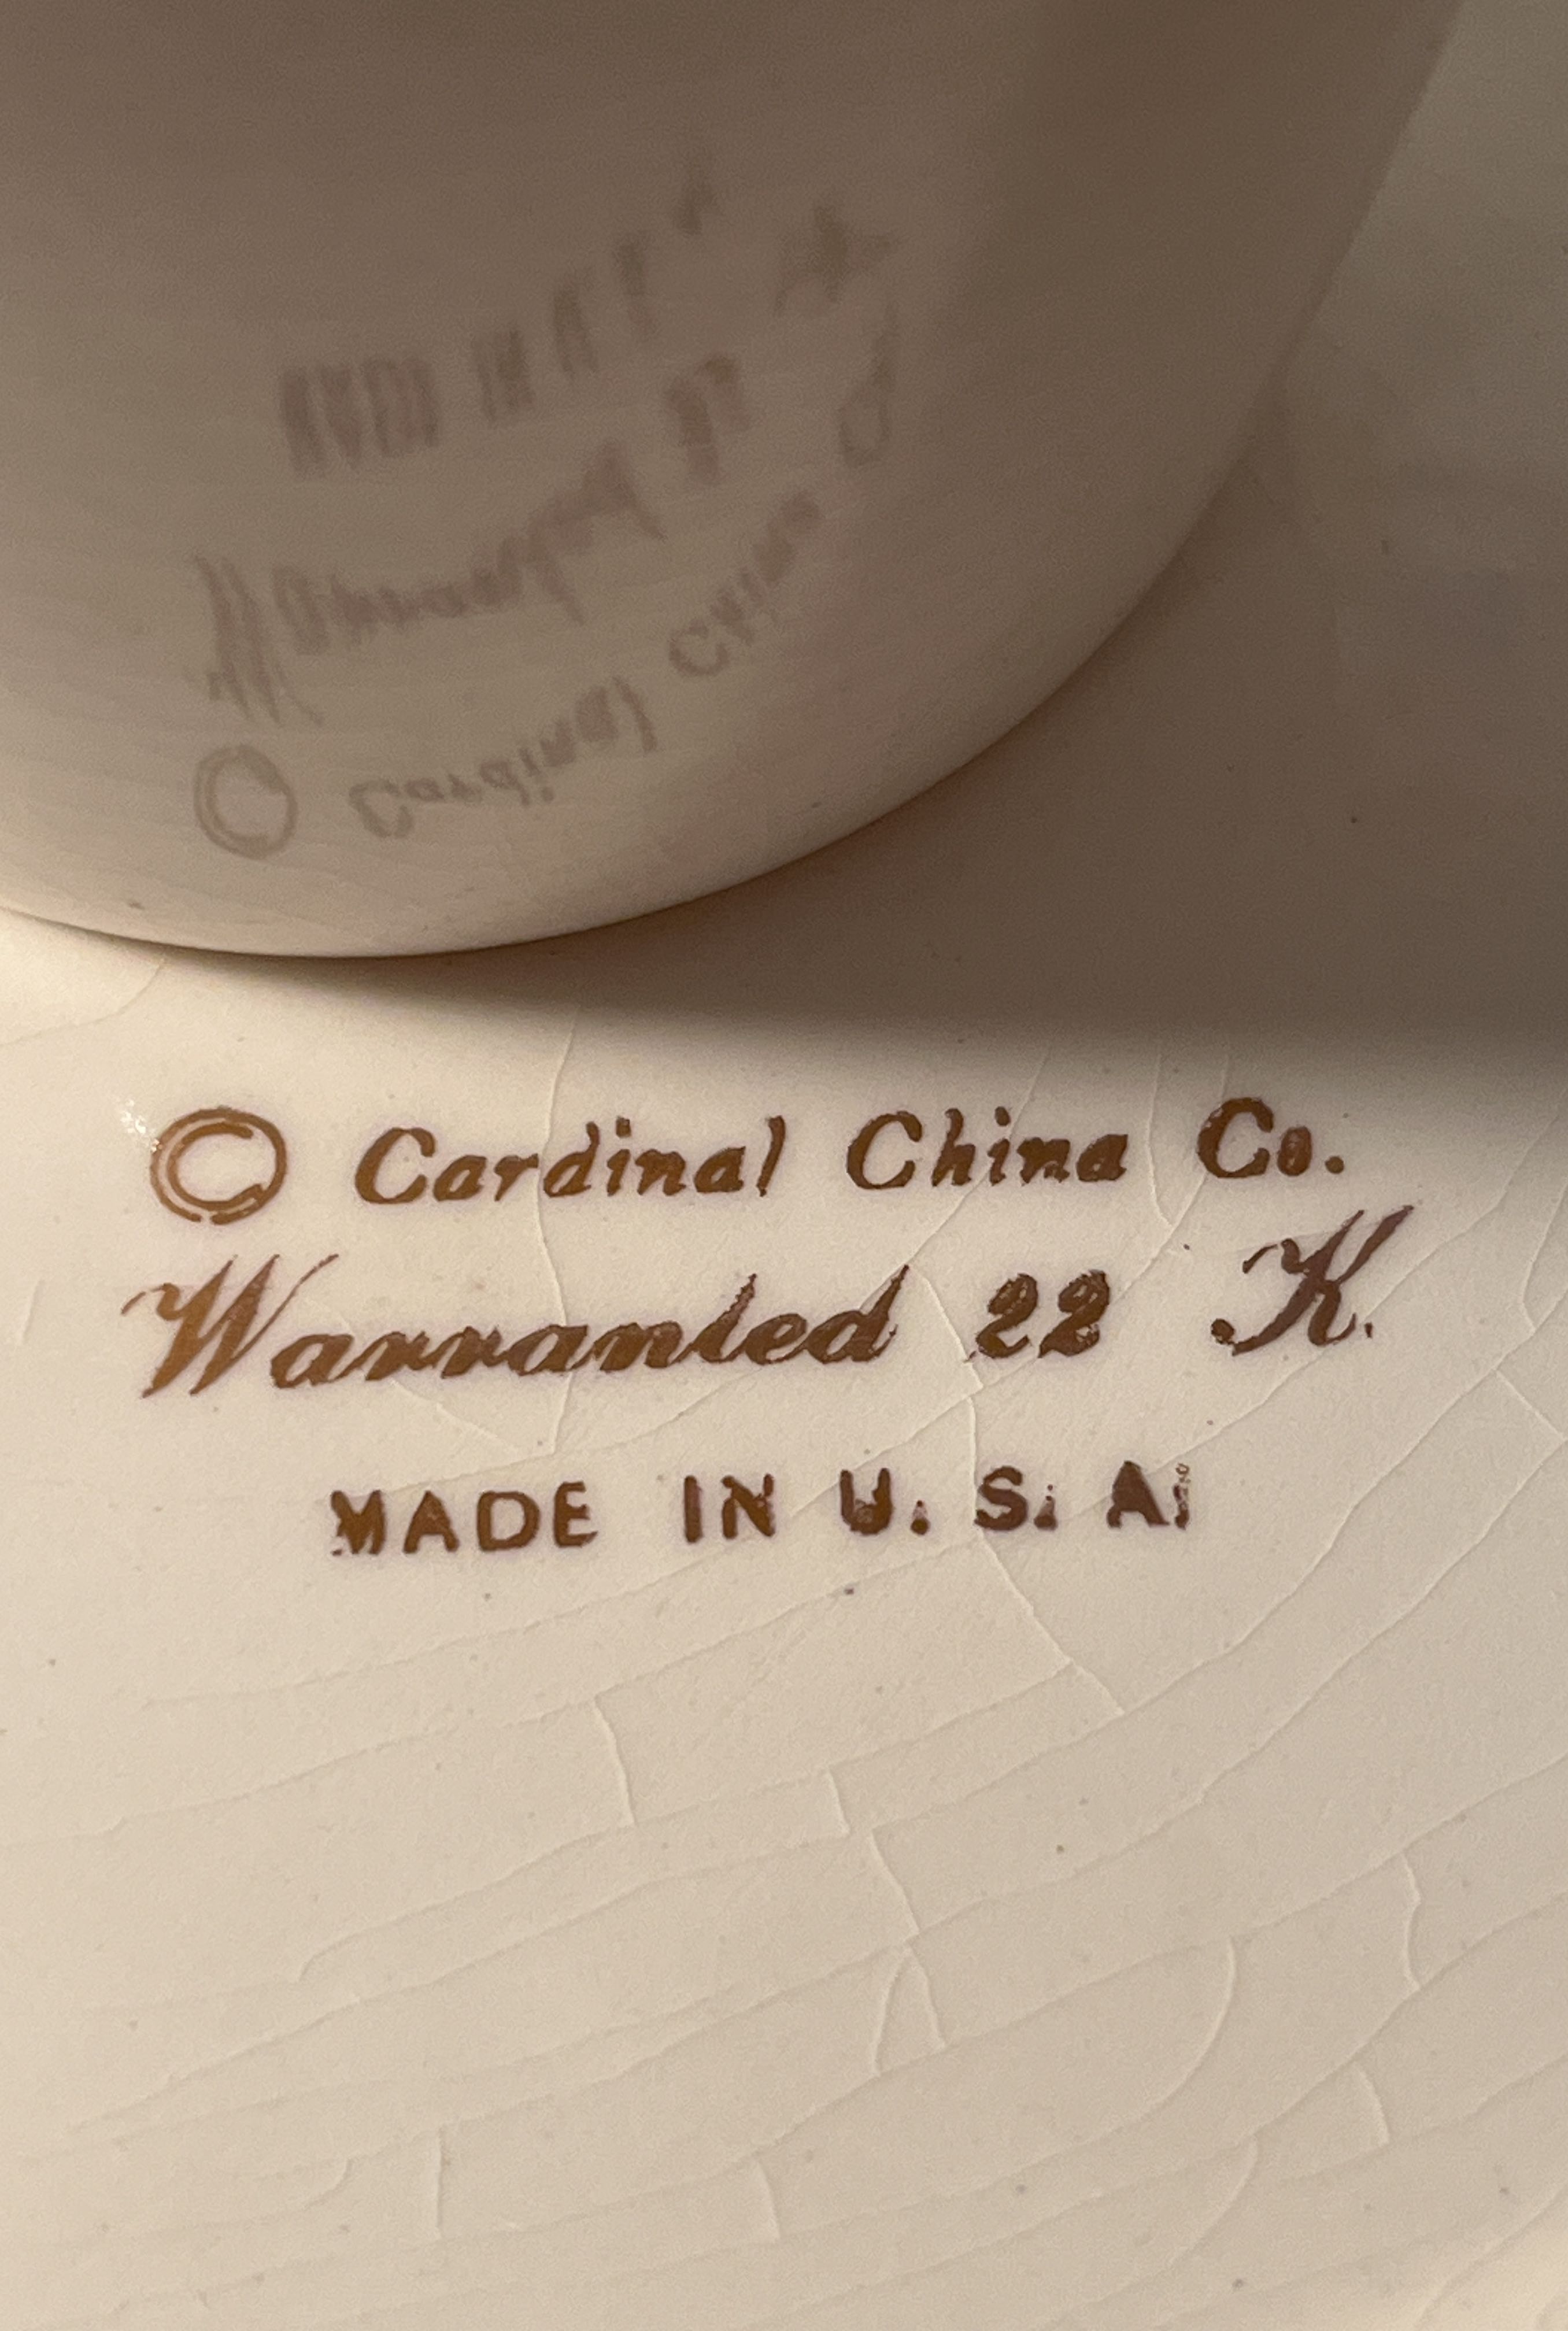 © Cardinal China Co.
Warranted 22 K.
MADE IN U. S. A.